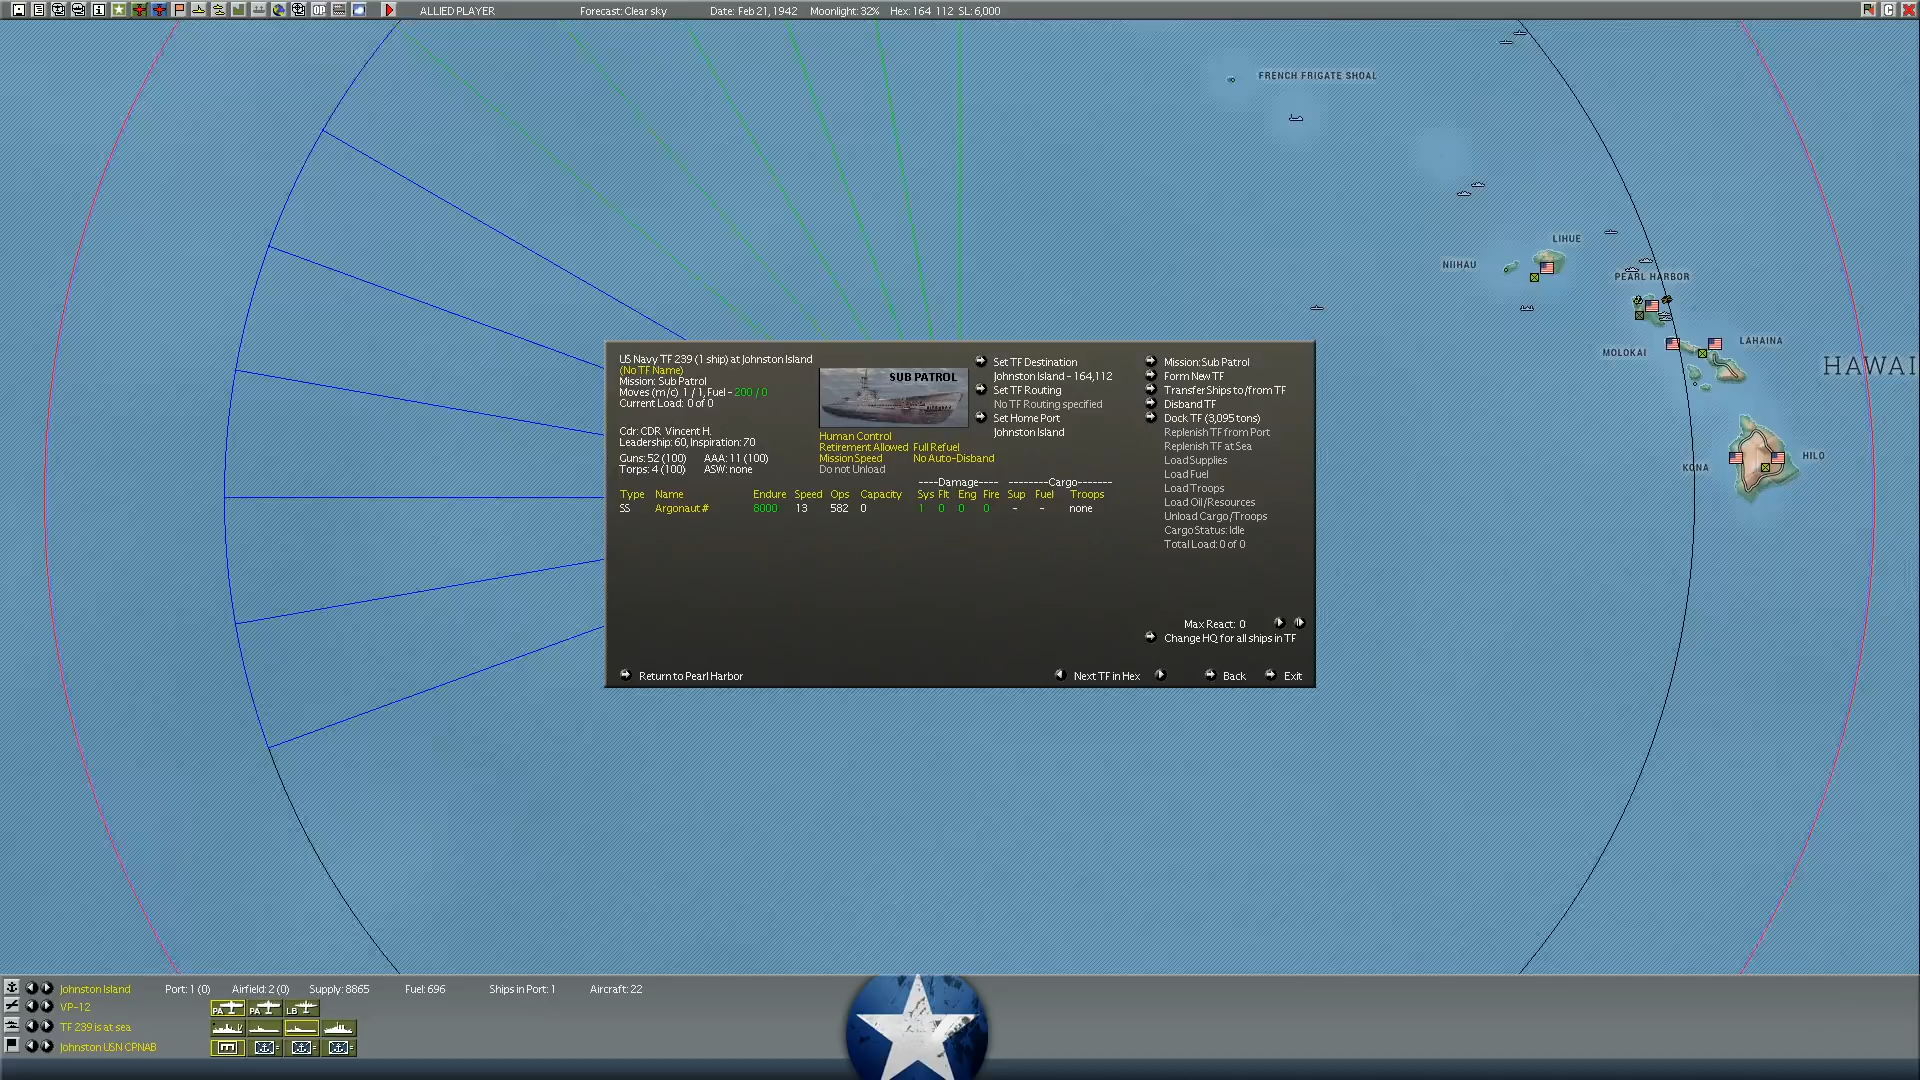 ALLIED PLAYER Forecast: Clear sky Date: Feb 21, 1942 Moonlight: 32% Hex: 164 112 SL: 6,000
FRENCH FRIGATE SHOAL
LIHUE
NIIHAU
PEARL HARBOR
LAHAINA
MOLOKAI
HAWAI
HILO
KONA
US Navy TF 239 (1 ship) at Johnston Island
(No TF Name)
Mission: Sub Patrol
Moves (m/c) 1 / 1, Fuel - 200 / 0
Current Load: 0 of 0
Cdr: CDR Vincent H.
Leadership: 60, Inspiration: 70
Guns: 52 (100) AAA: 11 (100)
Torps: 4 (100) ASW: none
SUB PATROL
Human Control
Retirement Allowed Full Refuel
Mission Speed No Auto-Disband
Do not Unload
Set TF Destination
Johnston Island - 164,112
Set TF Routing
No TF Routing specified
Set Home Port
Johnston Island
Mission: Sub Patrol
Form New TF
Transfer Ships to/from TF
Disband TF
Dock TF (3,095 tons)
Replenish TF from Port
Replenish TF at Sea
Load Supplies
Load Fuel
Load Troops
Load Oil/Resources
Unload Cargo/Troops
Cargo Status: Idle
Total Load: 0 of 0
----Damage---- --------Cargo-------
Type Name Endure Speed Ops Capacity Sys Flt Eng Fire Sup Fuel Troops
SS Argonaut # 8000 13 582 0 1 0 0 0 - - none
Max React: 0
Change HQ for all ships in TF
Return to Pearl Harbor Next TF in Hex Back Exit
Johnston Island Port: 1 (0) Airfield: 2 (0) Supply: 8865 Fuel: 696 Ships in Port: 1 Aircraft: 22
VP-12 PA PA LB
TF 239 is at sea
Johnston USN CPNAB